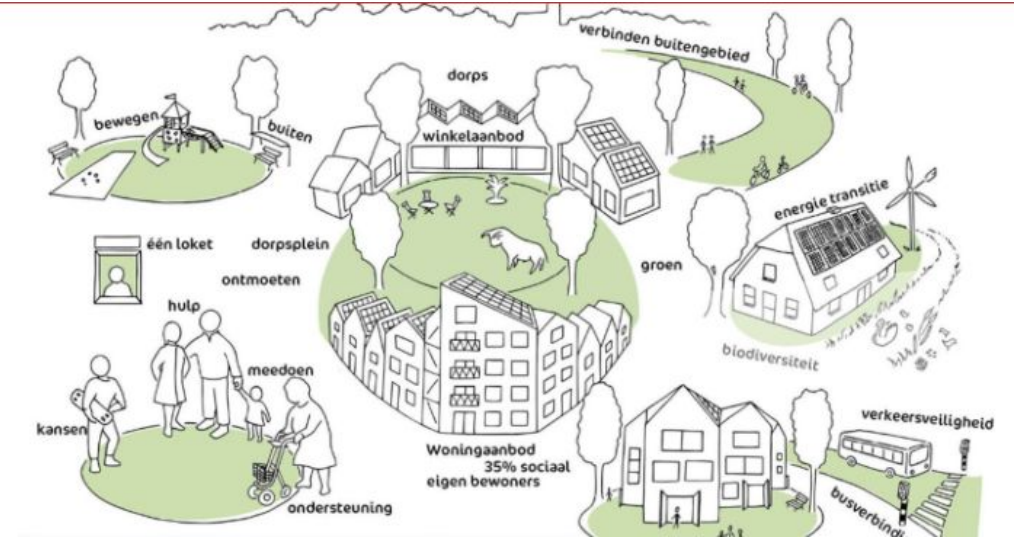 verbinden buitengebied
dorps
bewegen
buiten
winkelaanbod
energie transitie
één loket
dorpsplein
groen
ontmoeten
hulp
biodiversiteit
meedoen
kansen
verkeersveiligheid
Woningaanbod
35% sociaal
eigen bewoners
ondersteuning